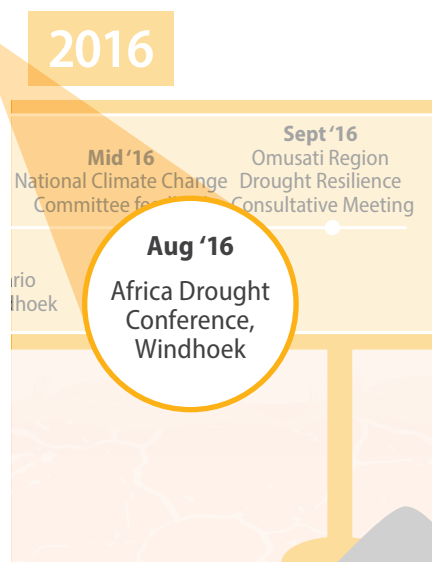 2016
Sept ‘16
Mid ‘16
Omusati Region
National Climate Change
Drought Resilience
Committee
Consultative Meeting
Aug ‘16
Africa Drought
Conference,
Windhoek